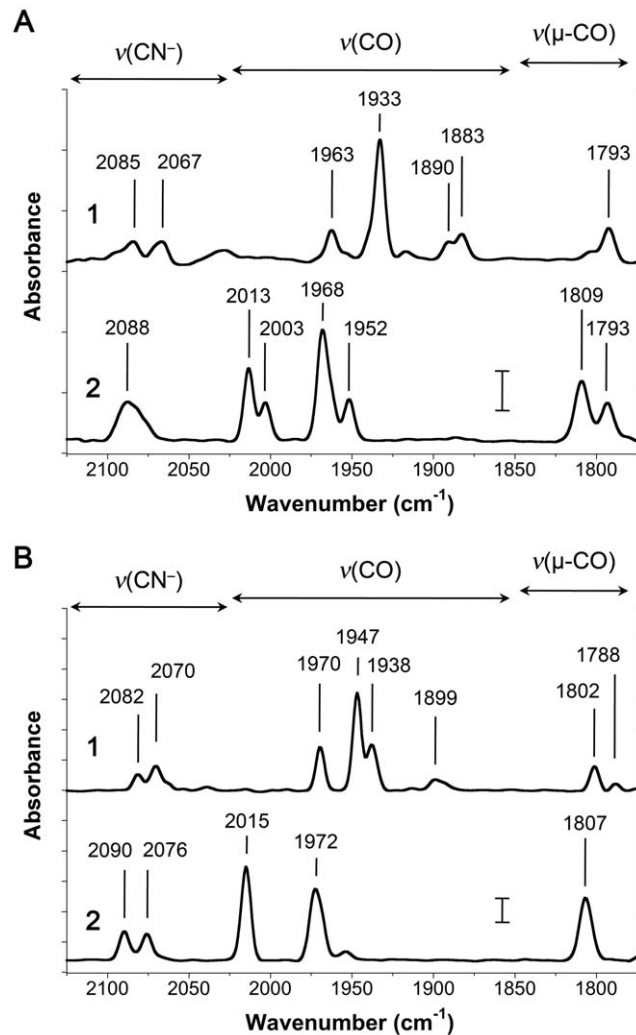 A
ν(CN⁻) ν(CO) ν(μ-CO)
1933
2085 2067 1963 1890 1883 1793
1
2013 1968 1809
2088 2003 1952 1793
2
Absorbance Absorbance
2100 2050 2000 1950 1900 1850 1800
Wavenumber (cm⁻¹)
B
ν(CN⁻) ν(CO) ν(μ-CO)
1947 1788
2082 2070 1970 1938 1899 1802
1
2015 1972 1807
2090 2076
2
Absorbance Absorbance
2100 2050 2000 1950 1900 1850 1800
Wavenumber (cm⁻¹)